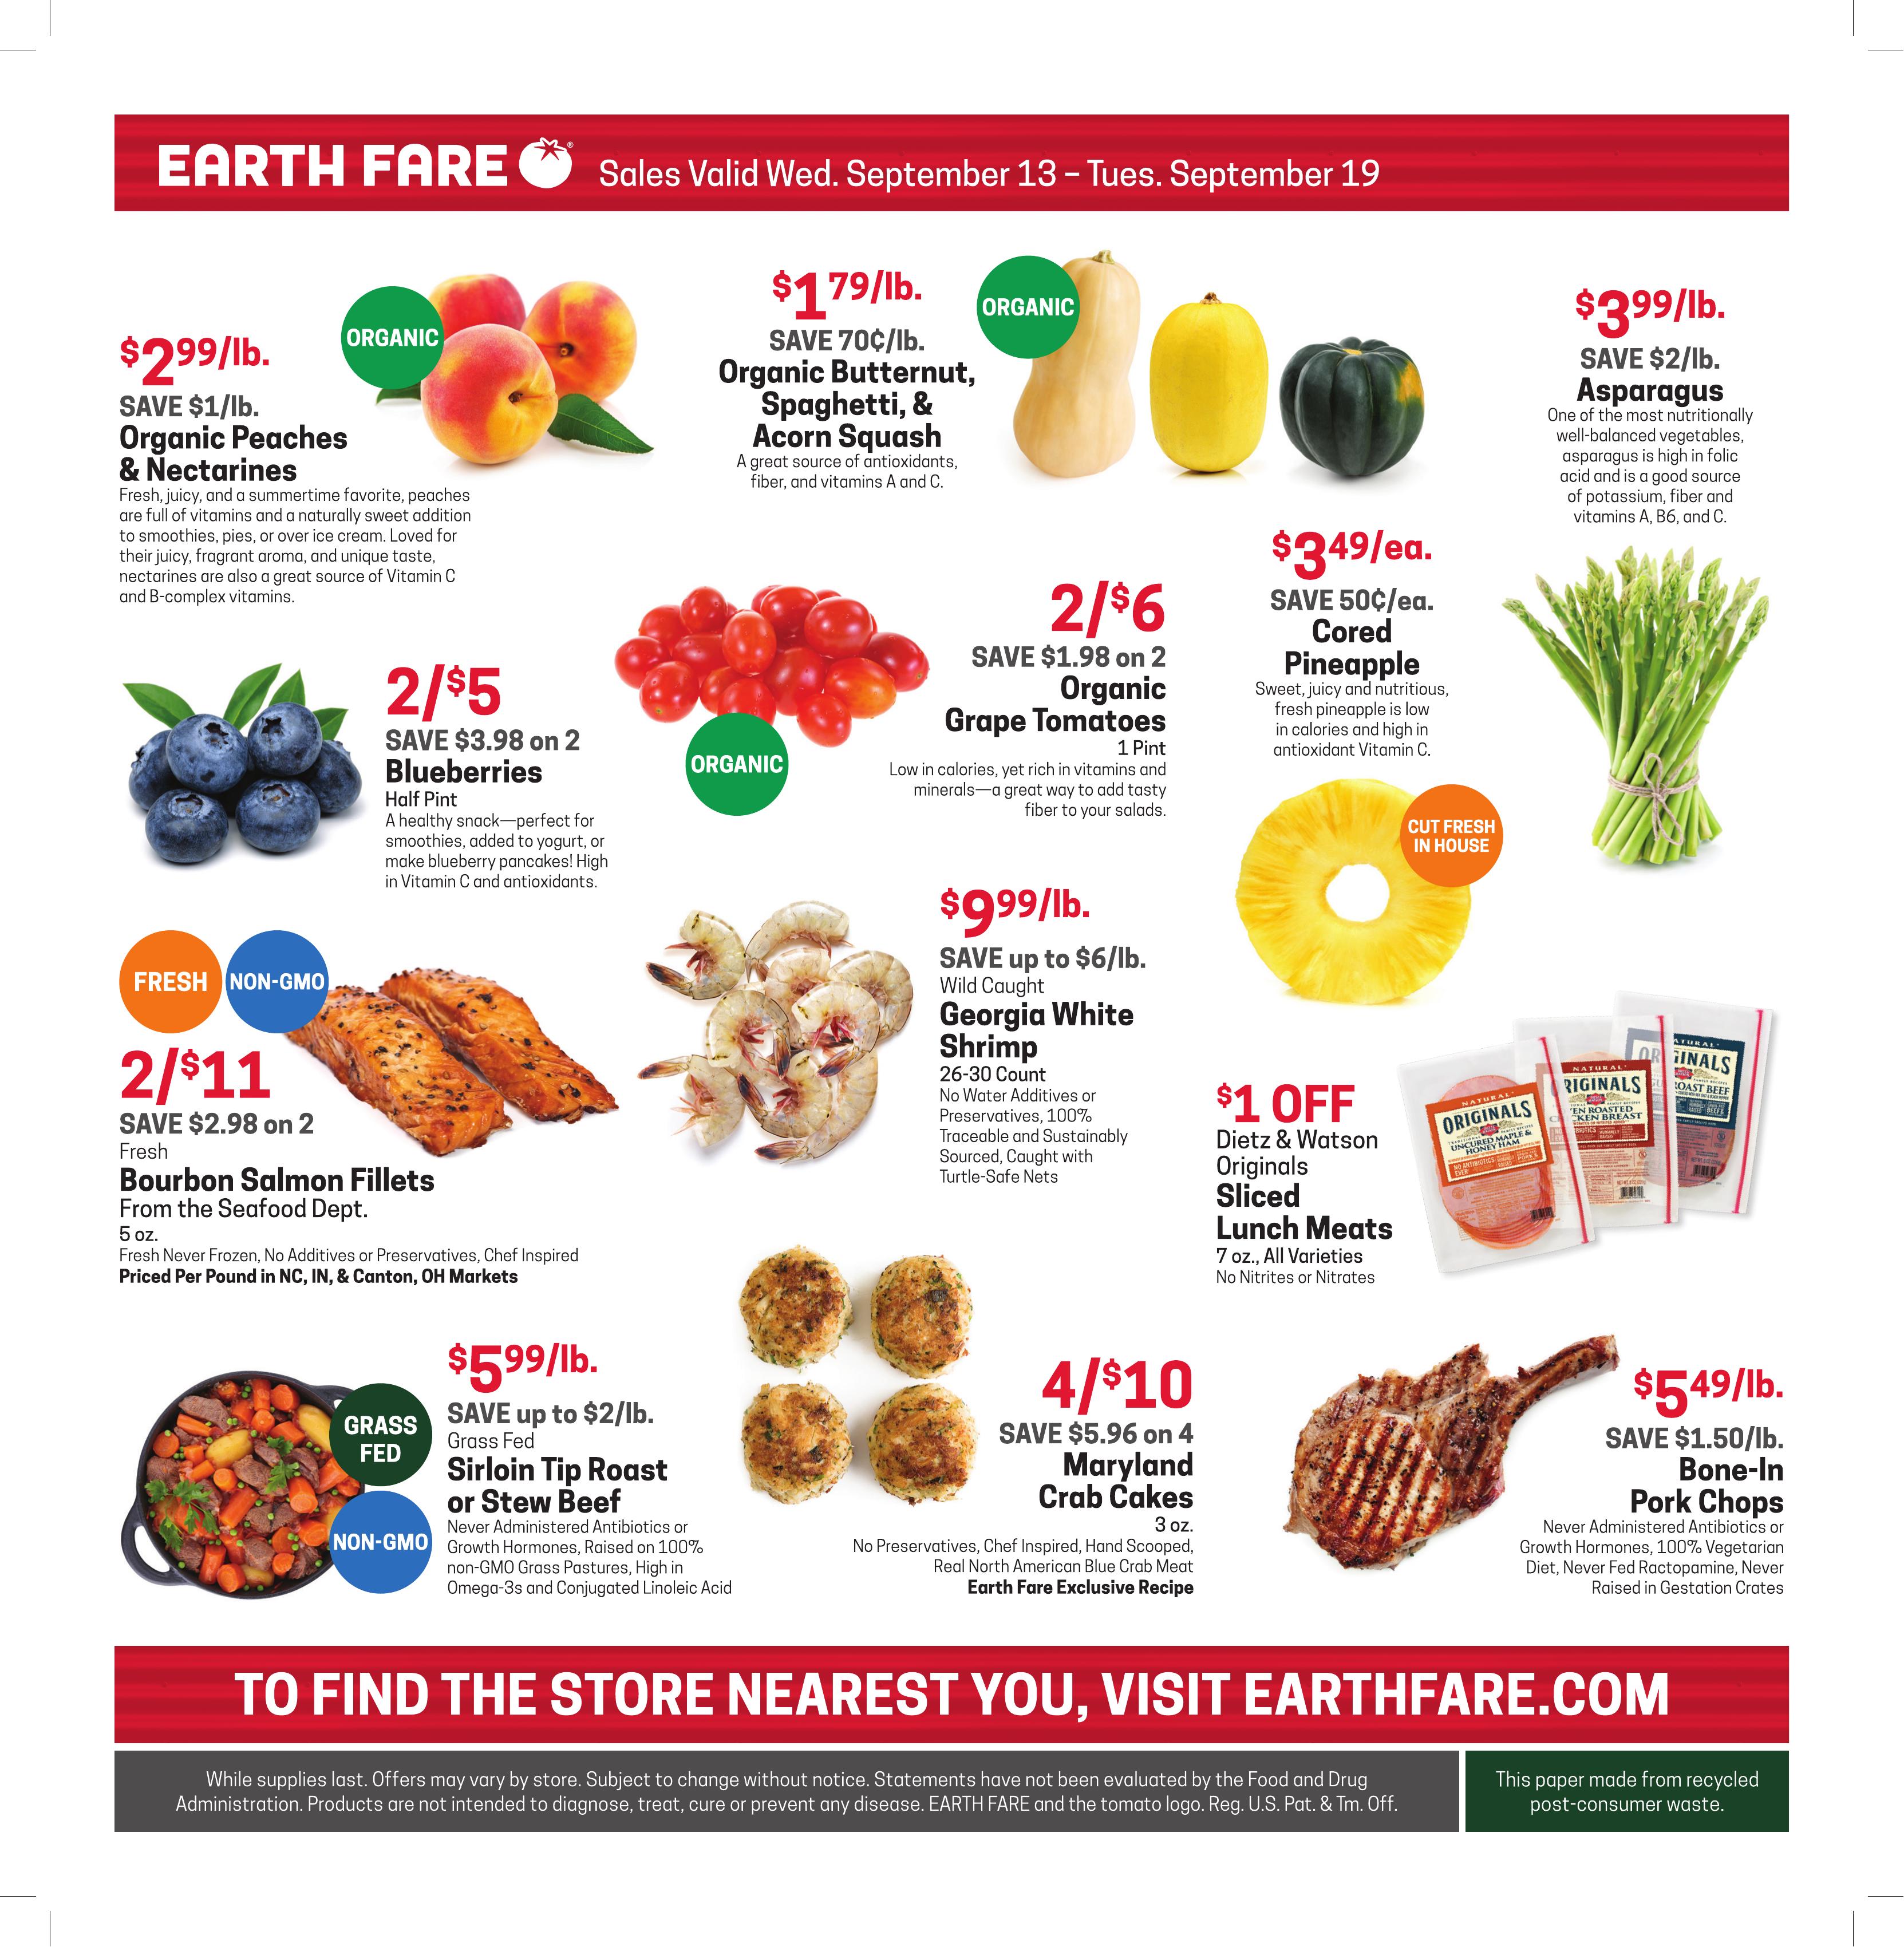 EARTH FARE ® Sales Valid Wed. September 13 – Tues. September 19
$2 99/lb.
SAVE $1/lb.
Organic Peaches
& Nectarines
Fresh, juicy, and a summertime favorite, peaches
are full of vitamins and a naturally sweet addition
to smoothies, pies, or over ice cream. Loved for
their juicy, fragrant aroma, and unique taste,
nectarines are also a great source of Vitamin C
and B-complex vitamins.
ORGANIC
$1 79/lb.
SAVE 70¢/lb.
Organic Butternut,
Spaghetti, &
Acorn Squash
A great source of antioxidants,
fiber, and vitamins A and C.
ORGANIC
$3 99/lb.
SAVE $2/lb.
Asparagus
One of the most nutritionally
well-balanced vegetables,
asparagus is high in folic
acid and is a good source
of potassium, fiber and
vitamins A, B6, and C.
2/$5
SAVE $3.98 on 2
Blueberries
Half Pint
A healthy snack—perfect for
smoothies, added to yogurt, or
make blueberry pancakes! High
in Vitamin C and antioxidants.
ORGANIC
2/$6
SAVE $1.98 on 2
Organic
Grape Tomatoes
1 Pint
Low in calories, yet rich in vitamins and
minerals—a great way to add tasty
fiber to your salads.
$3 49/ea.
SAVE 50¢/ea.
Cored
Pineapple
Sweet, juicy and nutritious,
fresh pineapple is low
in calories and high in
antioxidant Vitamin C.
CUT FRESH
IN HOUSE
FRESH
NON-GMO
2/$11
SAVE $2.98 on 2
Fresh
Bourbon Salmon Fillets
From the Seafood Dept.
5 oz.
Fresh Never Frozen, No Additives or Preservatives, Chef Inspired
Priced Per Pound in NC, IN, & Canton, OH Markets
$9 99/lb.
SAVE up to $6/lb.
Wild Caught
Georgia White
Shrimp
26-30 Count
No Water Additives or
Preservatives, 100%
Traceable and Sustainably
Sourced, Caught with
Turtle-Safe Nets
$1 OFF
Dietz & Watson
Originals
Sliced
Lunch Meats
7 oz., All Varieties
No Nitrites or Nitrates
NATURAL
ORIGINALS
UNCURED MAPLE &
HONEY HAM
NO ANTIBIOTICS
EVER
NATURAL
RIGINALS
EN ROASTED
KEN BREAST
ATURAL
INALS
OAST BEEF
GRASS
FED
NON-GMO
$5 99/lb.
SAVE up to $2/lb.
Grass Fed
Sirloin Tip Roast
or Stew Beef
Never Administered Antibiotics or
Growth Hormones, Raised on 100%
non-GMO Grass Pastures, High in
Omega-3s and Conjugated Linoleic Acid
4/$10
SAVE $5.96 on 4
Maryland
Crab Cakes
3 oz.
No Preservatives, Chef Inspired, Hand Scooped,
Real North American Blue Crab Meat
Earth Fare Exclusive Recipe
$5 49/lb.
SAVE $1.50/lb.
Bone-In
Pork Chops
Never Administered Antibiotics or
Growth Hormones, 100% Vegetarian
Diet, Never Fed Ractopamine, Never
Raised in Gestation Crates
TO FIND THE STORE NEAREST YOU, VISIT EARTHFARE.COM
While supplies last. Offers may vary by store. Subject to change without notice. Statements have not been evaluated by the Food and Drug
Administration. Products are not intended to diagnose, treat, cure or prevent any disease. EARTH FARE and the tomato logo. Reg. U.S. Pat. & Tm. Off.
This paper made from recycled
post-consumer waste.